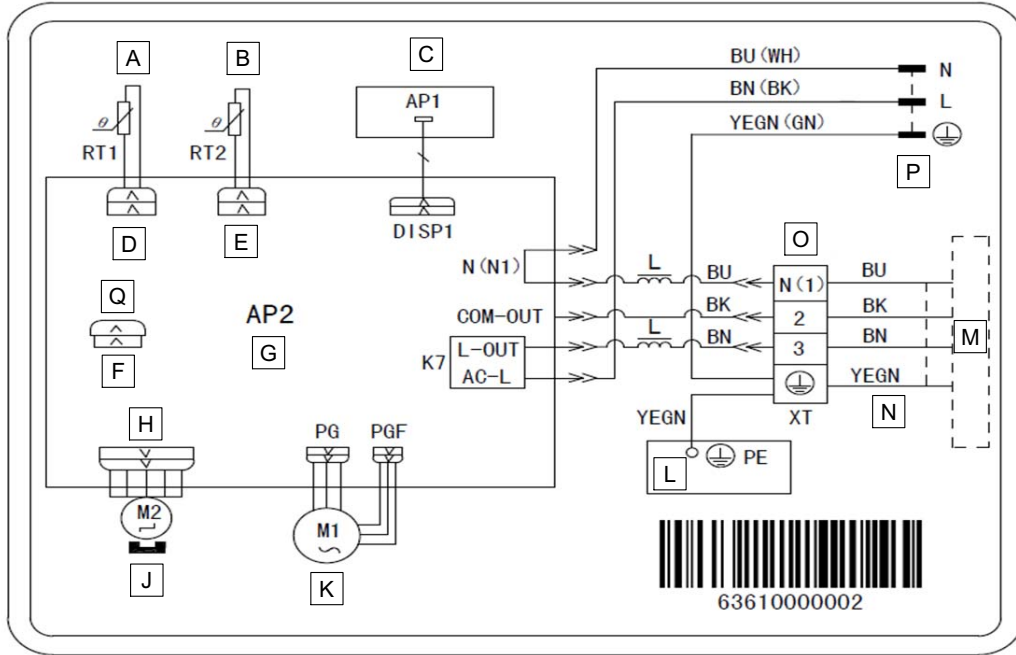 A
B
C
BU(WH)
N
BN(BK)
L
AP1
YEGN(GN)
θ
RT1
θ
RT2
P
D
E
DISP1
O
N(N1)
L
BU
N(1)
BU
Q
AP2
COM-OUT
BK
2
BK
F
G
K7
L-OUT
L
BN
3
BN
M
AC-L
YEGN
N
H
PG
PGF
YEGN
XT
L
PE
M2
M1
J
K
63610000002